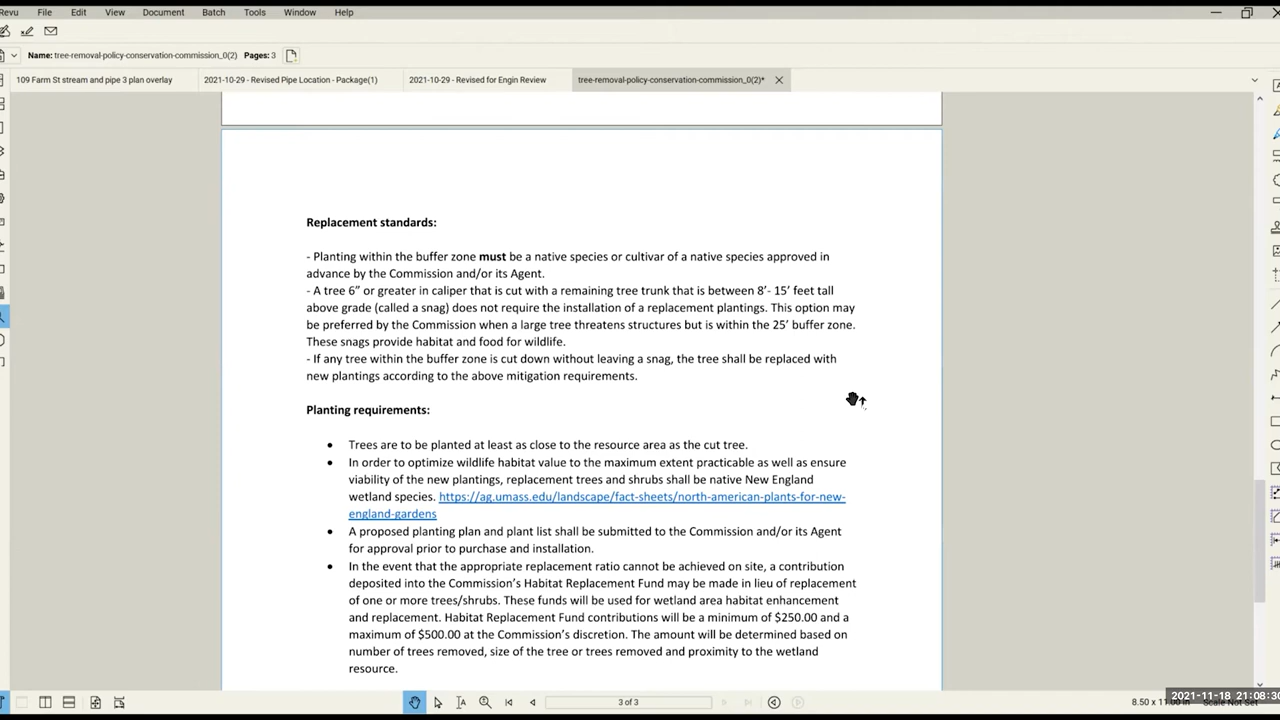 Revu File Edit View Document Batch Tools Window Help
Name: tree-removal-policy-conservation-commission_0(2) Pages: 3
109 Farm St stream and pipe 3 plan overlay 2021-10-29 - Revised Pipe Location - Package(1) 2021-10-29 - Revised for Engin Review tree-removal-policy-conservation-commission_0(2)*
Replacement standards:
- Planting within the buffer zone must be a native species or cultivar of a native species approved in
advance by the Commission and/or its Agent.
- A tree 6” or greater in caliper that is cut with a remaining tree trunk that is between 8’- 15’ feet tall
above grade (called a snag) does not require the installation of a replacement plantings. This option may
be preferred by the Commission when a large tree threatens structures but is within the 25’ buffer zone.
These snags provide habitat and food for wildlife.
- If any tree within the buffer zone is cut down without leaving a snag, the tree shall be replaced with
new plantings according to the above mitigation requirements.
Planting requirements:
• Trees are to be planted at least as close to the resource area as the cut tree.
• In order to optimize wildlife habitat value to the maximum extent practicable as well as ensure
viability of the new plantings, replacement trees and shrubs shall be native New England
wetland species. https://ag.umass.edu/landscape/fact-sheets/north-american-plants-for-new-
england-gardens
• A proposed planting plan and plant list shall be submitted to the Commission and/or its Agent
for approval prior to purchase and installation.
• In the event that the appropriate replacement ratio cannot be achieved on site, a contribution
deposited into the Commission’s Habitat Replacement Fund may be made in lieu of replacement
of one or more trees/shrubs. These funds will be used for wetland area habitat enhancement
and replacement. Habitat Replacement Fund contributions will be a minimum of $250.00 and a
maximum of $500.00 at the Commission’s discretion. The amount will be determined based on
number of trees removed, size of the tree or trees removed and proximity to the wetland
resource.
3 of 3
8.50 x 11.00 in
2021-11-18 21:08:30
Scale Not Set